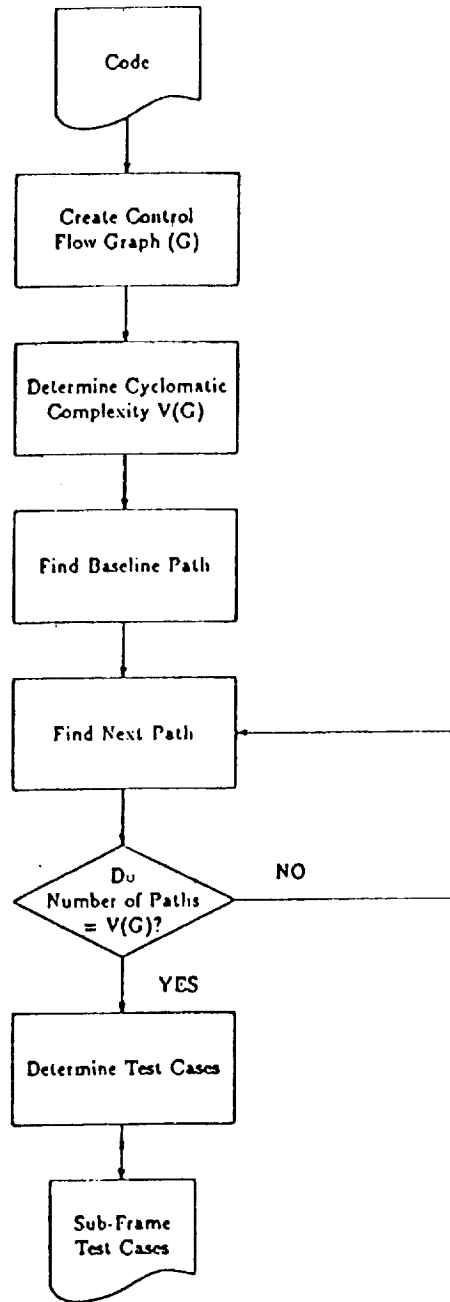 Code
Create Control
Flow Graph (G)
Determine Cyclomatic
Complexity V(G)
Find Baseline Path
Find Next Path
Do
Number of Paths
= V(G)?
NO
YES
Determine Test Cases
Sub-Frame
Test Cases